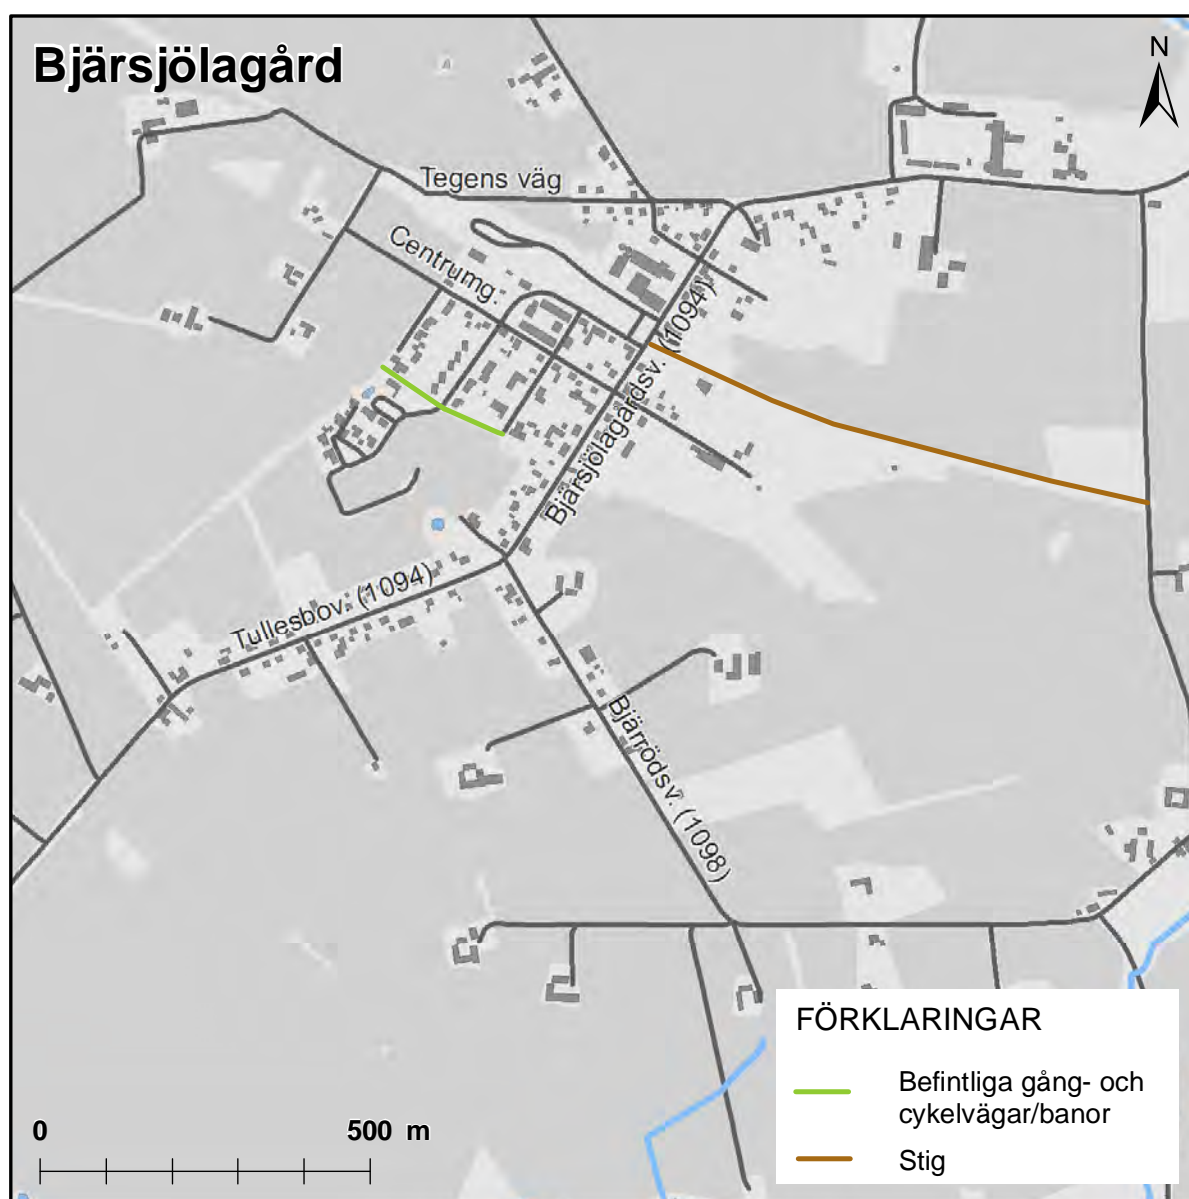 Bjärsjölagård
N
Tegens väg
Centrumg.
Bjärsjölagårdsv. (1094)
Tullesbov. (1094)
Bjärrödsv. (1098)
FÖRKLARINGAR
Befintliga gång- och
cykelvägar/banor
Stig
0 500 m